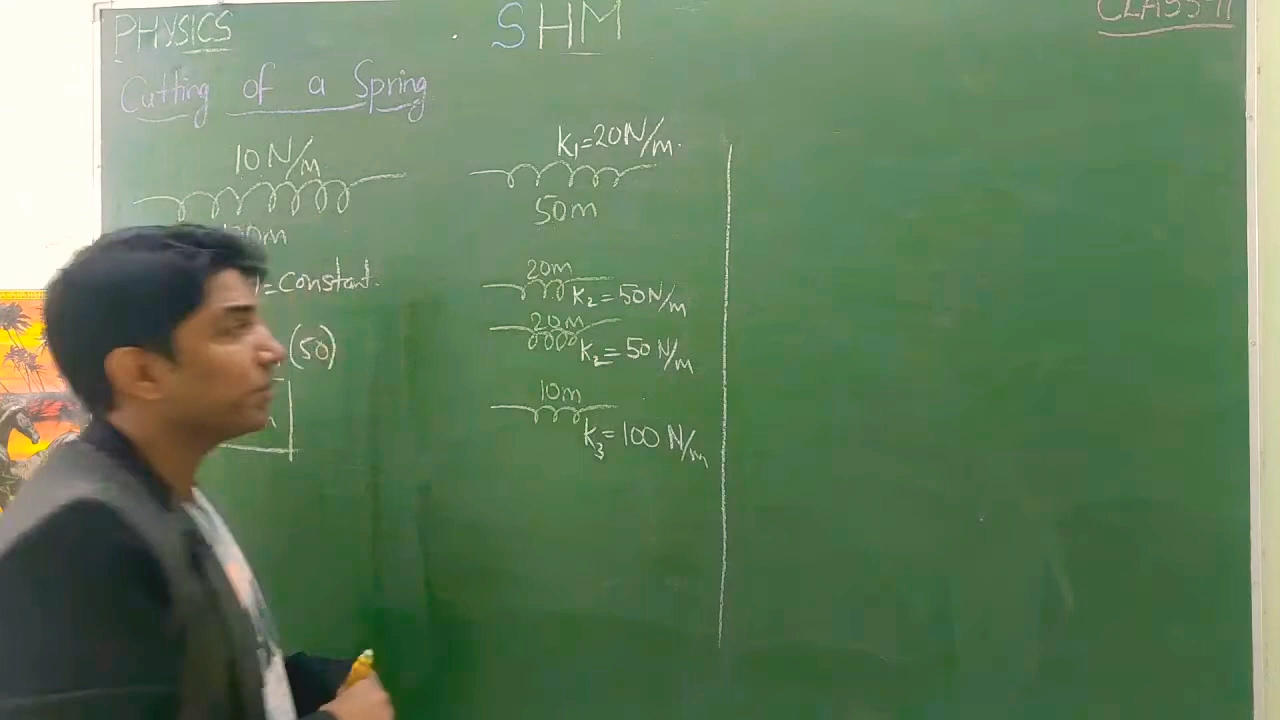 PHYSICS
SHM
CLASS-11
Cutting of a Spring
10 N/m
=constant.
(50)
K₁=20N/m.
50m
20m
K₂=50N/m
20m
K₂=50 N/m
10m
K₃=100 N/m